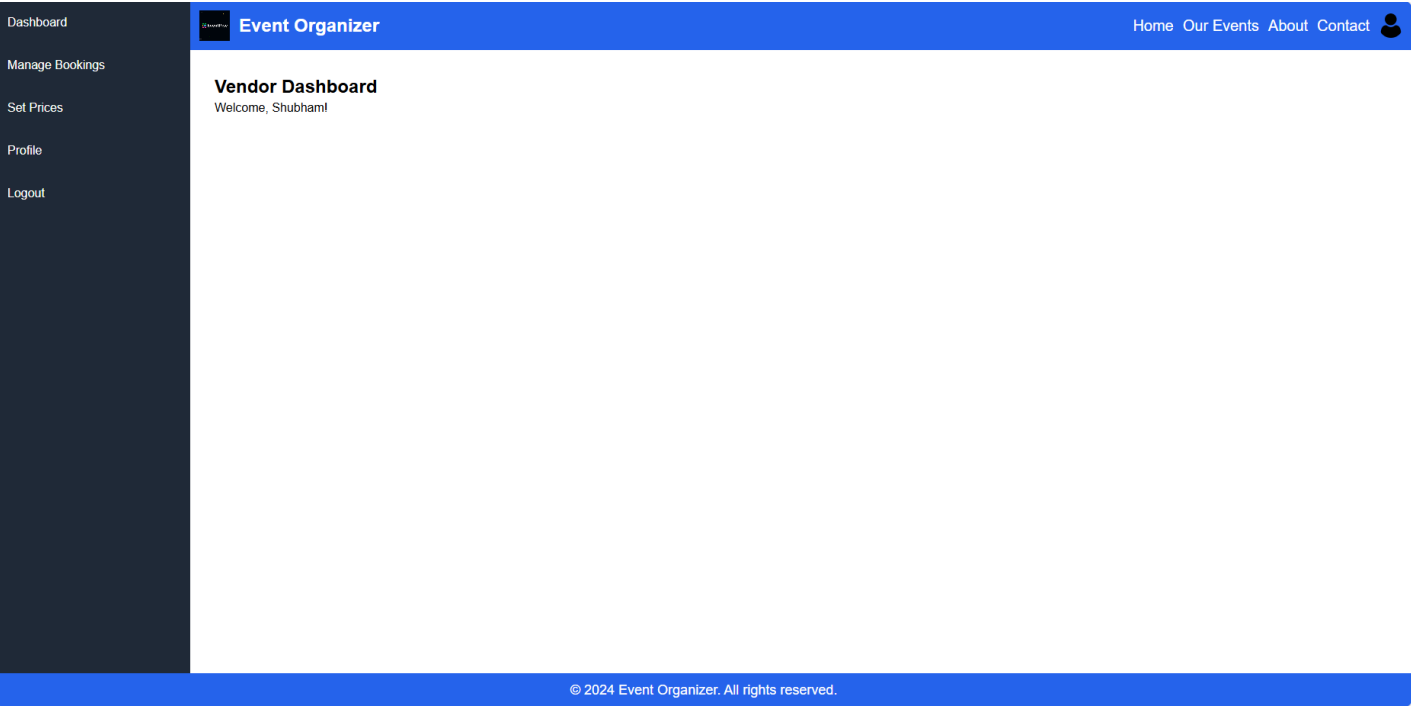 Dashboard
Manage Bookings
Set Prices
Profile
Logout
Event Organizer
Home Our Events About Contact
Vendor Dashboard
Welcome, Shubham!
© 2024 Event Organizer. All rights reserved.